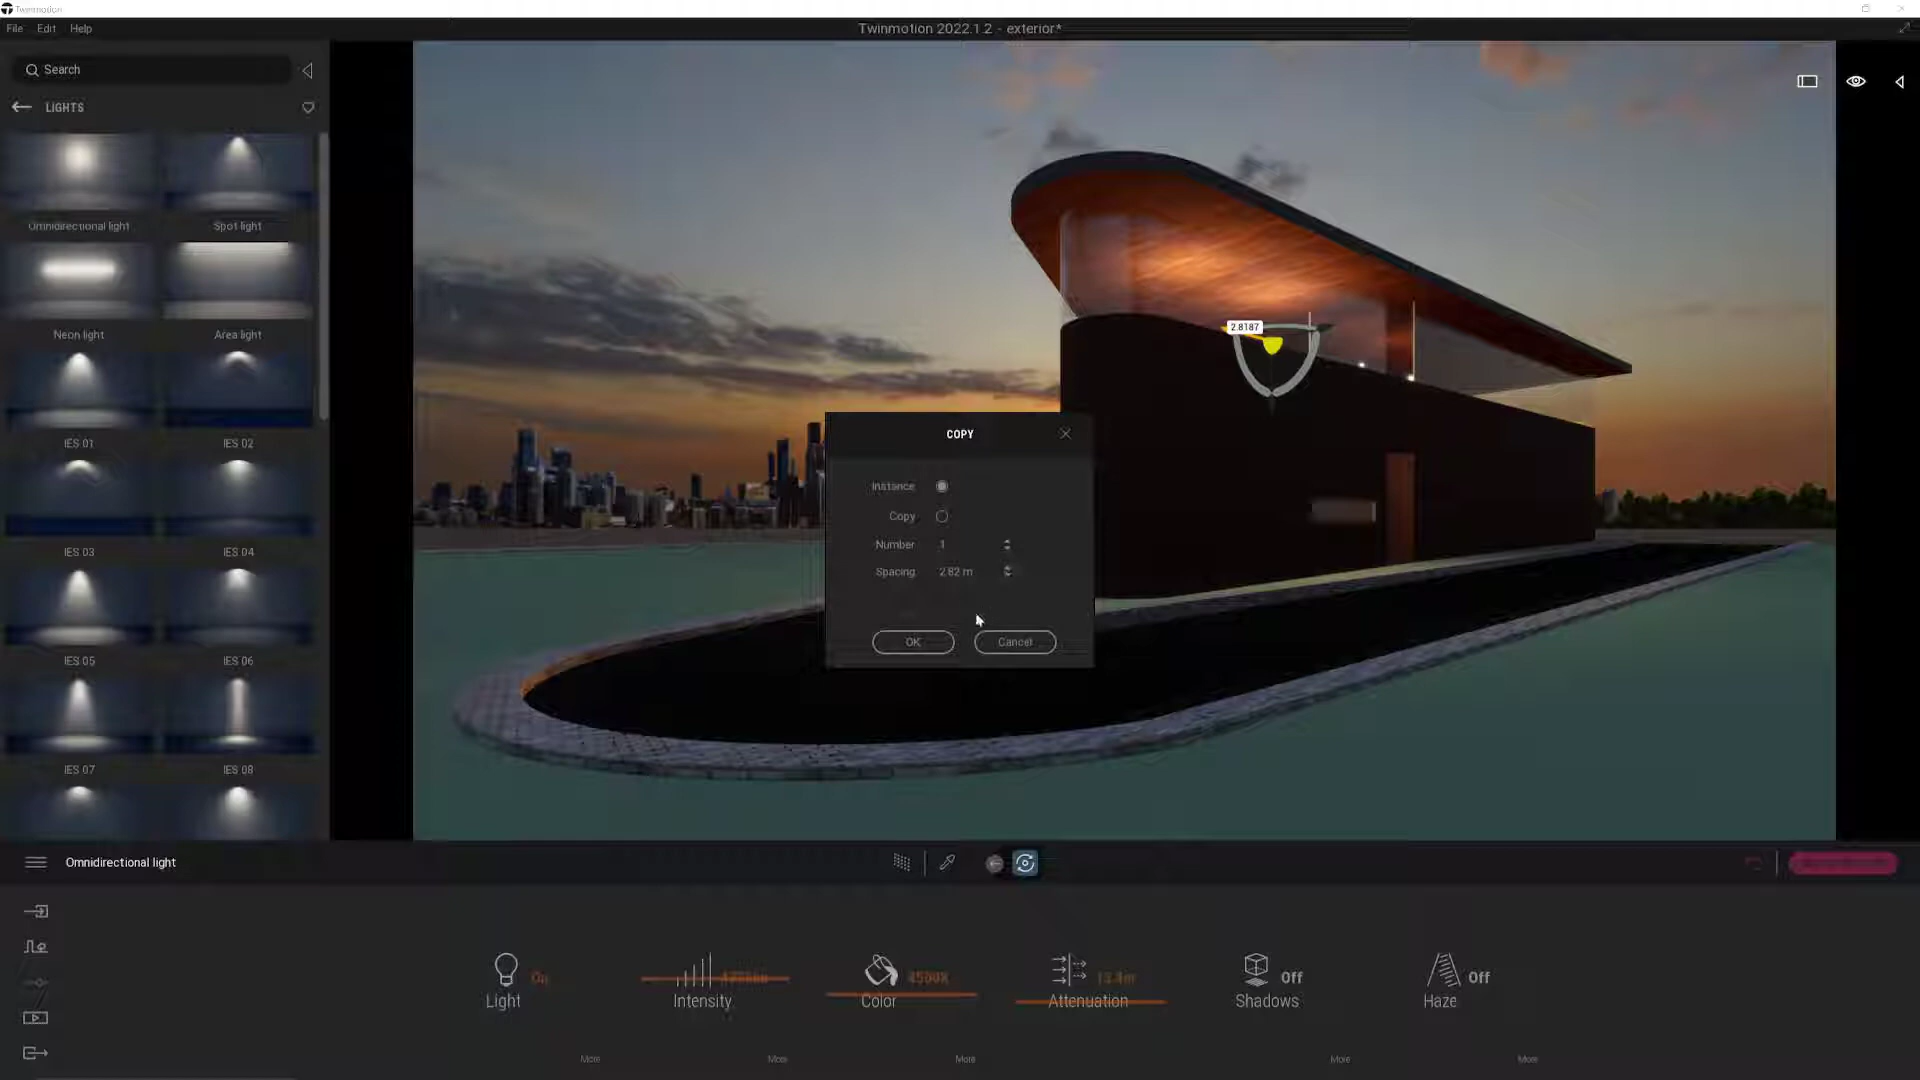 Twinmotion
File Edit Help
Twinmotion 2022.1.2 - exterior*
Search
LIGHTS
Omnidirectional light
Spot light
Neon light
Area light
IES 01
IES 02
IES 03
IES 04
IES 05
IES 06
IES 07
IES 08
2.8187
COPY
Instance
Copy
Number 1
Spacing 2.82 m
OK Cancel
Omnidirectional light
On
Light
Intensity
4500K
Color
Attenuation
Off
Shadows
Off
Haze
More More More More More